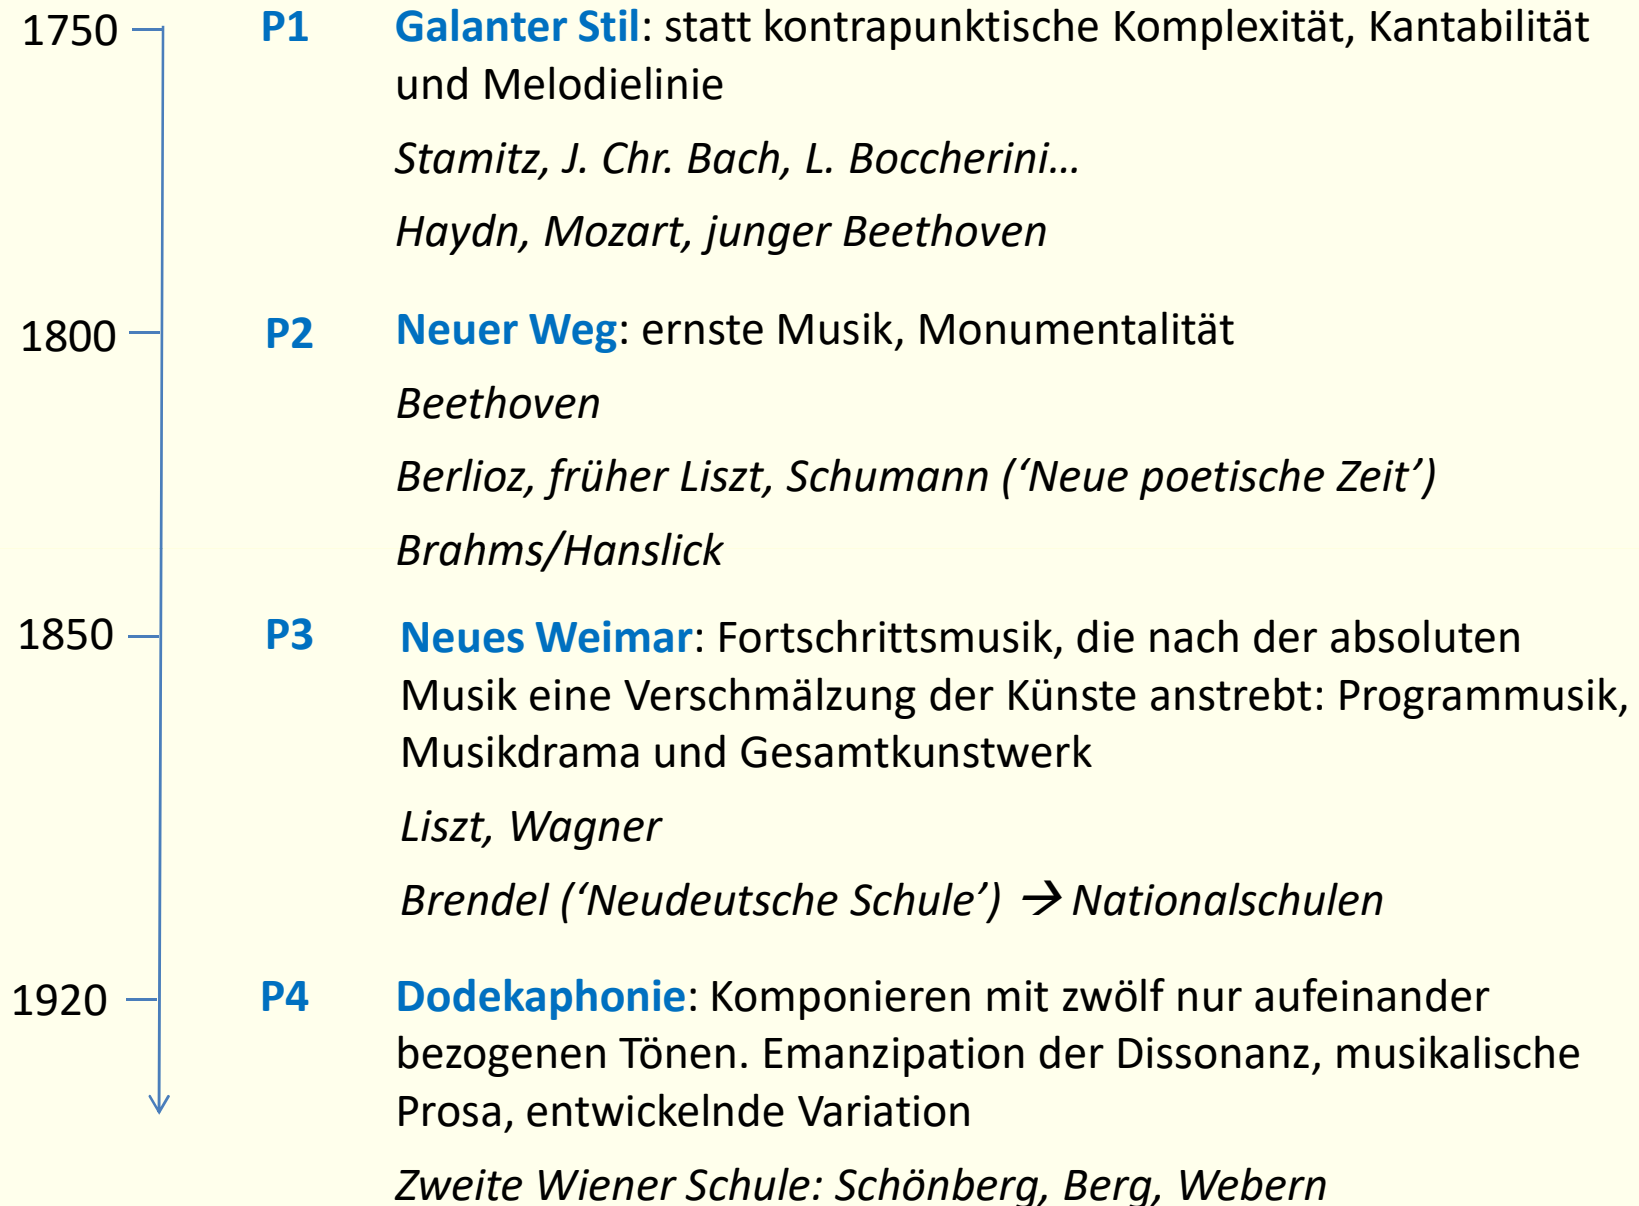 1750 P1 Galanter Stil: statt kontrapunktische Komplexität, Kantabilität
und Melodielinie
Stamitz, J. Chr. Bach, L. Boccherini…
Haydn, Mozart, junger Beethoven
1800 P2 Neuer Weg: ernste Musik, Monumentalität
Beethoven
Berlioz, früher Liszt, Schumann (‘Neue poetische Zeit’)
Brahms/Hanslick
1850 P3 Neues Weimar: Fortschrittsmusik, die nach der absoluten
Musik eine Verschmälzung der Künste anstrebt: Programmusik,
Musikdrama und Gesamtkunstwerk
Liszt, Wagner
Brendel (‘Neudeutsche Schule’) → Nationalschulen
1920 P4 Dodekaphonie: Komponieren mit zwölf nur aufeinander
bezogenen Tönen. Emanzipation der Dissonanz, musikalische
Prosa, entwickelnde Variation
Zweite Wiener Schule: Schönberg, Berg, Webern